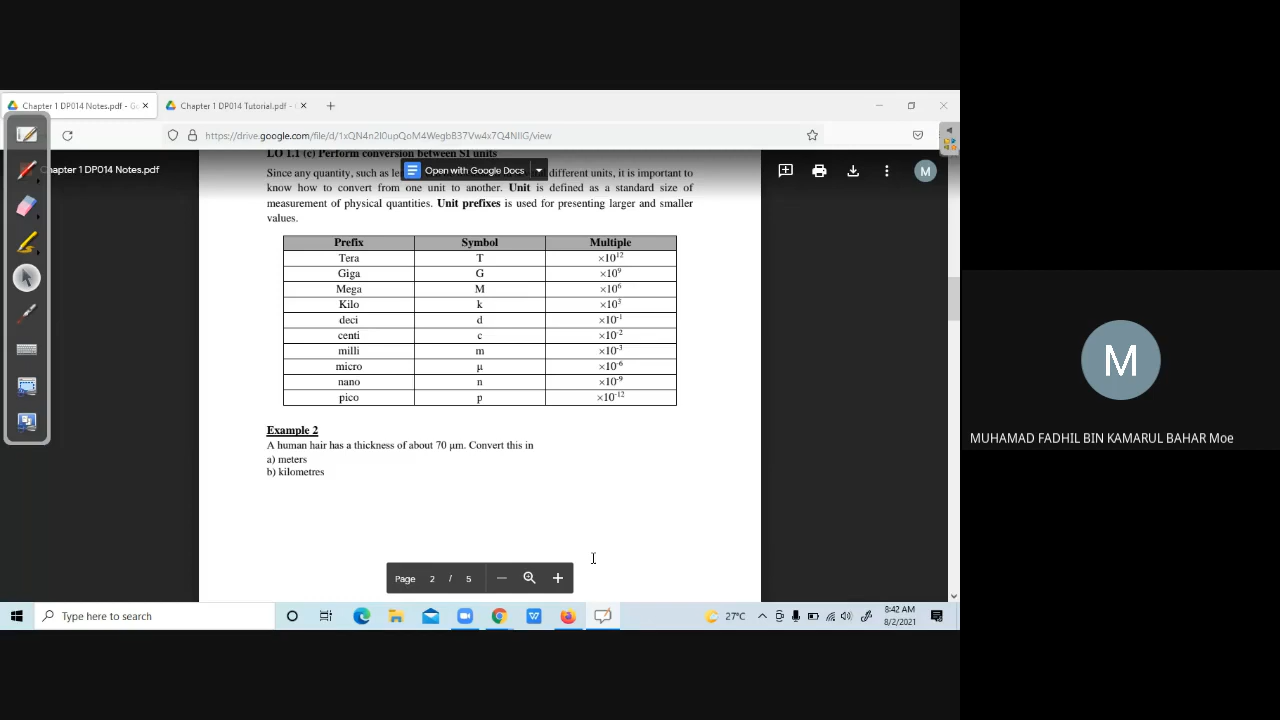 Chapter 1 DP014 Notes.pdf - G
Chapter 1 DP014 Tutorial.pdf -
https://drive.google.com/file/d/1xQN4n2I0upQoM4WegbB37Vw4x7Q4NlIG/view
LO 1.1 (c) Perform conversion between SI units
Chapter 1 DP014 Notes.pdf
Open with Google Docs
M
Since any quantity, such as le different units, it is important to
know how to convert from one unit to another. Unit is defined as a standard size of
measurement of physical quantities. Unit prefixes is used for presenting larger and smaller
values.
Prefix Symbol Multiple
Tera T ×10¹²
Giga G ×10⁹
Mega M ×10⁶
Kilo k ×10³
deci d ×10⁻¹
centi c ×10⁻²
milli m ×10⁻³
micro μ ×10⁻⁶
nano n ×10⁻⁹
pico p ×10⁻¹²
Example 2
A human hair has a thickness of about 70 μm. Convert this in
a) meters
b) kilometres
Page 2 / 5
Type here to search
27°C
8:42 AM
8/2/2021
M
MUHAMAD FADHIL BIN KAMARUL BAHAR Moe